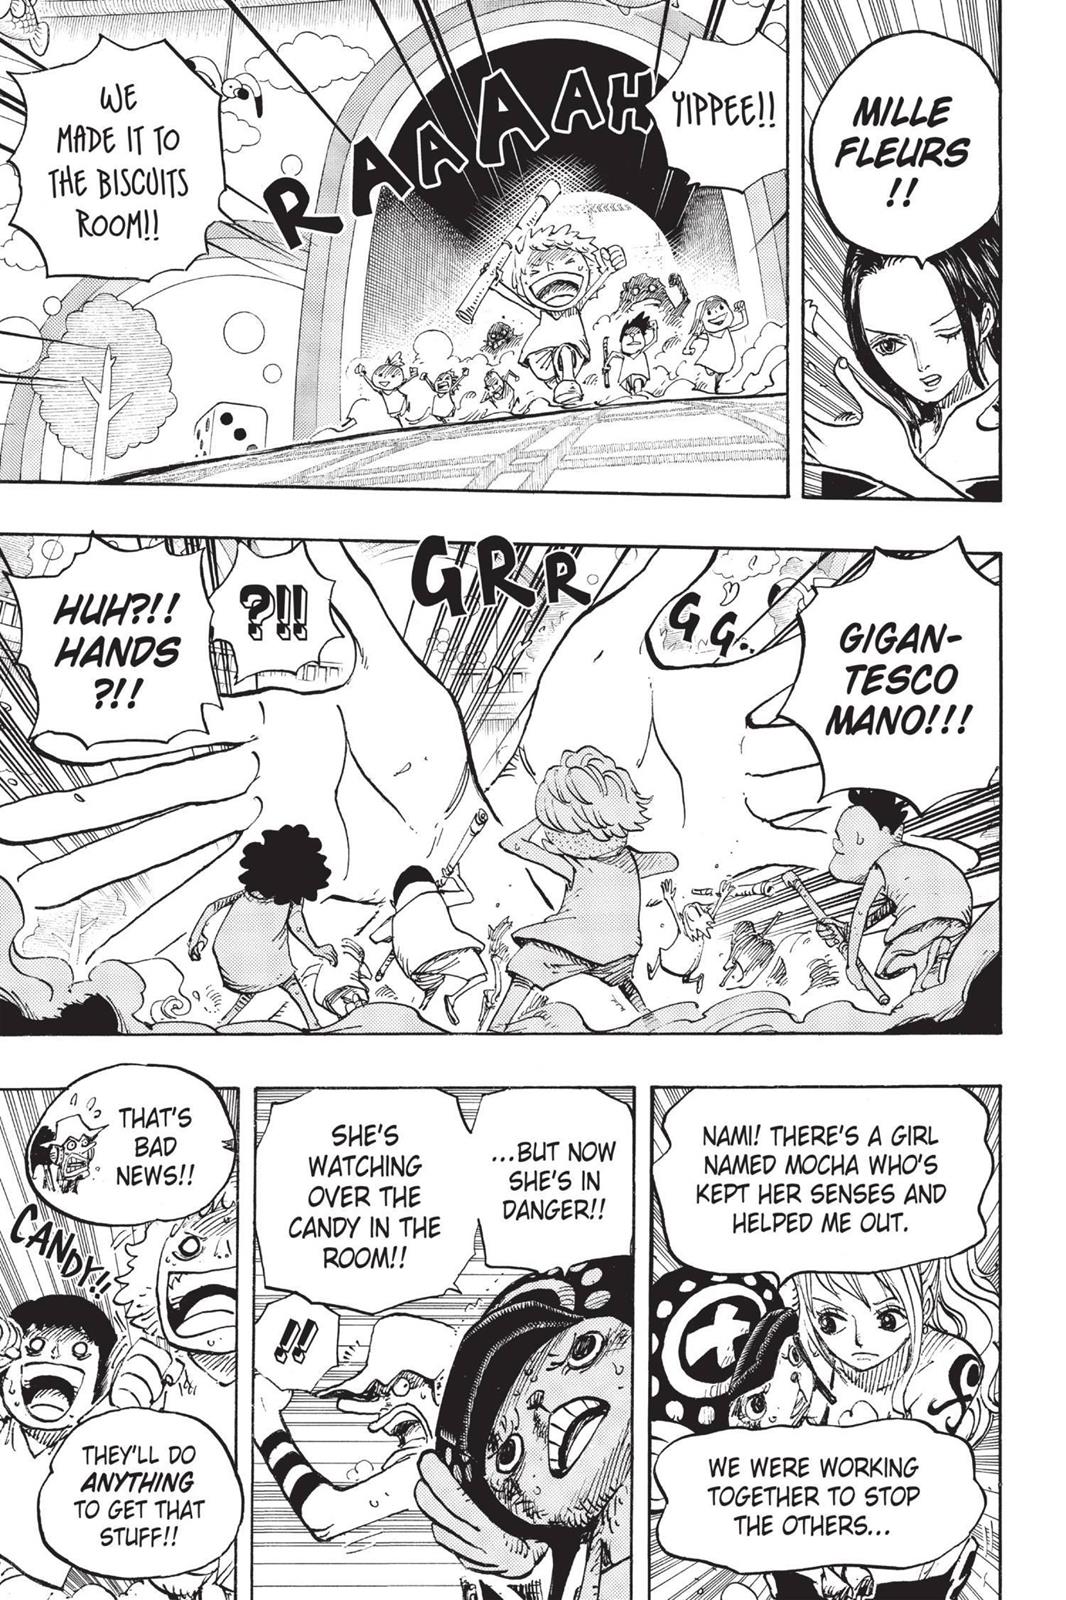 MILLE
FLEURS
!!
YIPPEE!!
RAAAAAH
WE
MADE IT TO
THE BISCUITS
ROOM!!
GIGAN-
TESCO
MANO!!!
GG..
GRRR
?!!
HUH?!!
HANDS
?!!
NAMI! THERE'S A GIRL
NAMED MOCHA WHO'S
KEPT HER SENSES AND
HELPED ME OUT.
WE WERE WORKING
TOGETHER TO STOP
THE OTHERS...
...BUT NOW
SHE'S IN
DANGER!!
SHE'S
WATCHING
OVER THE
CANDY IN THE
ROOM!!
!!
THAT'S
BAD
NEWS!!
CANDY!!
THEY'LL DO
ANYTHING
TO GET THAT
STUFF!!